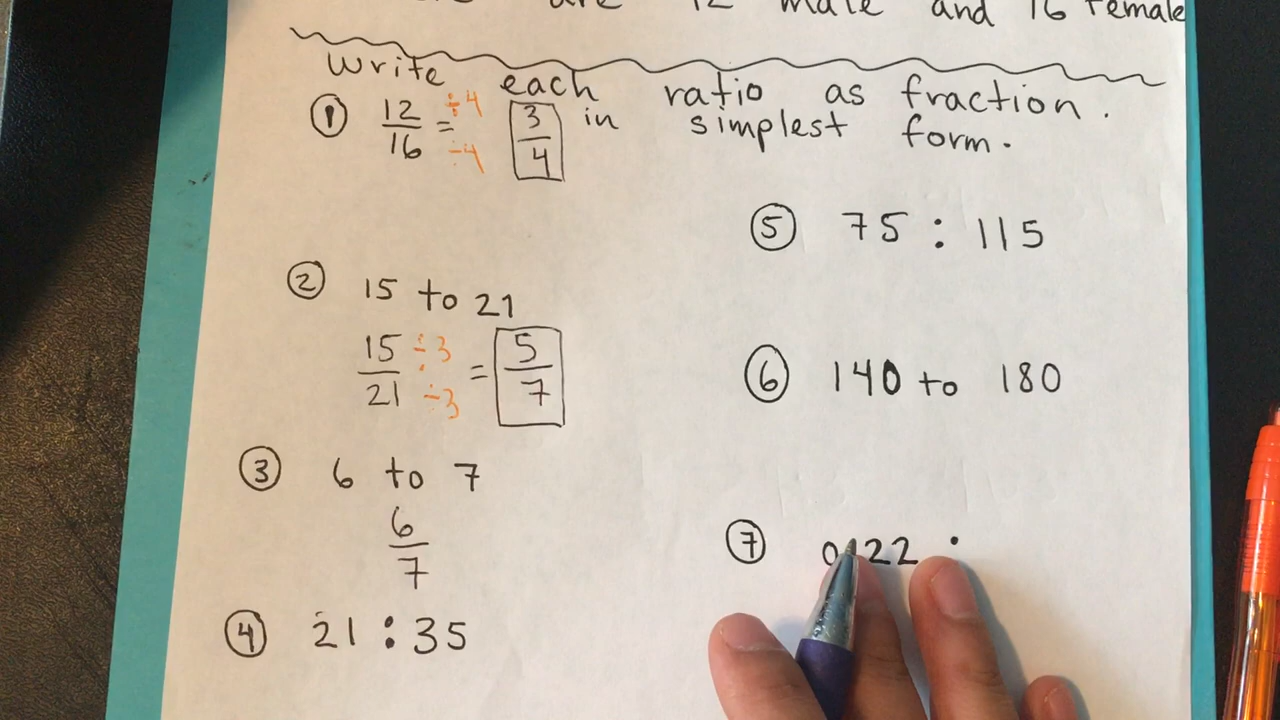 are 12 male and 16 female
Write each ratio as fraction.
in simplest form.
① 12/16 = ÷4 ÷4 3/4
② 15 to 21
15/21 ÷3 ÷3 = 5/7
③ 6 to 7
6/7
④ 21 : 35
⑤ 75 : 115
⑥ 140 to 180
⑦ 22 :